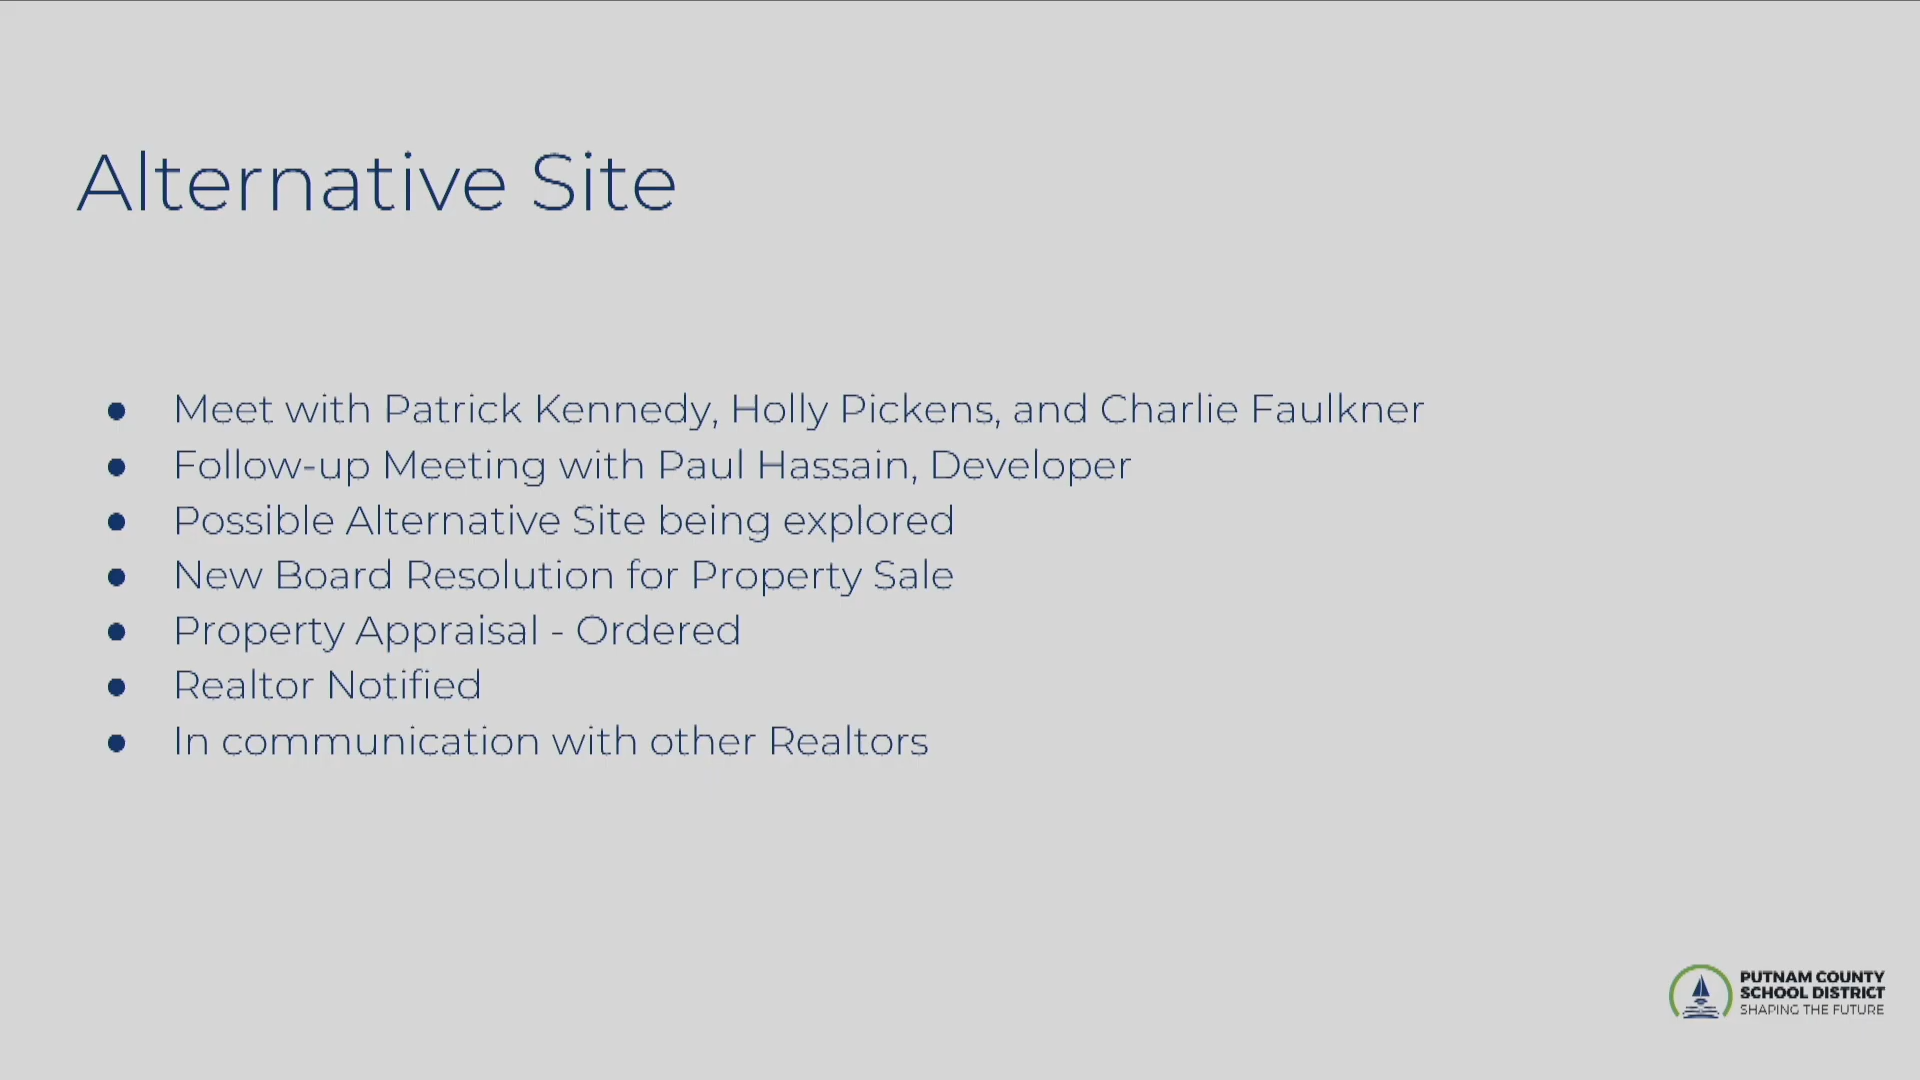 Alternative Site
● Meet with Patrick Kennedy, Holly Pickens, and Charlie Faulkner
● Follow-up Meeting with Paul Hassain, Developer
● Possible Alternative Site being explored
● New Board Resolution for Property Sale
● Property Appraisal - Ordered
● Realtor Notified
● In communication with other Realtors
PUTNAM COUNTY
SCHOOL DISTRICT
SHAPING THE FUTURE